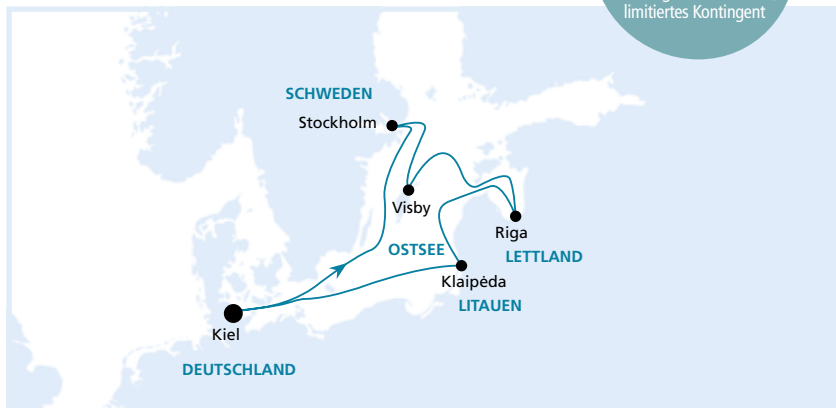 limitiertes Kontingent
SCHWEDEN
Stockholm
Visby
Riga
OSTSEE
LETTLAND
Klaipėda
LITAUEN
Kiel
DEUTSCHLAND